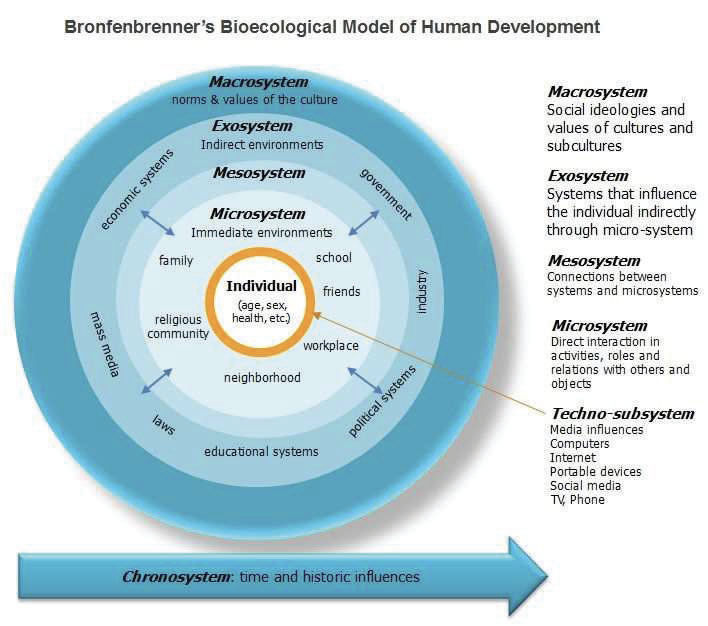 Bronfenbrenner's Bioecological Model of Human Development
Macrosystem
norms & values of the culture
Exosystem
Indirect environments
Mesosystem
Microsystem
Immediate environments
economic systems
government
family
school
Individual
(age, sex,
health, etc.)
friends
industry
mass media
religious
community
workplace
neighborhood
laws
political systems
educational systems
Macrosystem
Social ideologies and
values of cultures and
subcultures
Exosystem
Systems that influence
the individual indirectly
through micro-system
Mesosystem
Connections between
systems and microsystems
Microsystem
Direct interaction in
activities, roles and
relations with others and
objects
Techno-subsystem
Media influences
Computers
Internet
Portable devices
Social media
TV, Phone
Chronosystem: time and historic influences